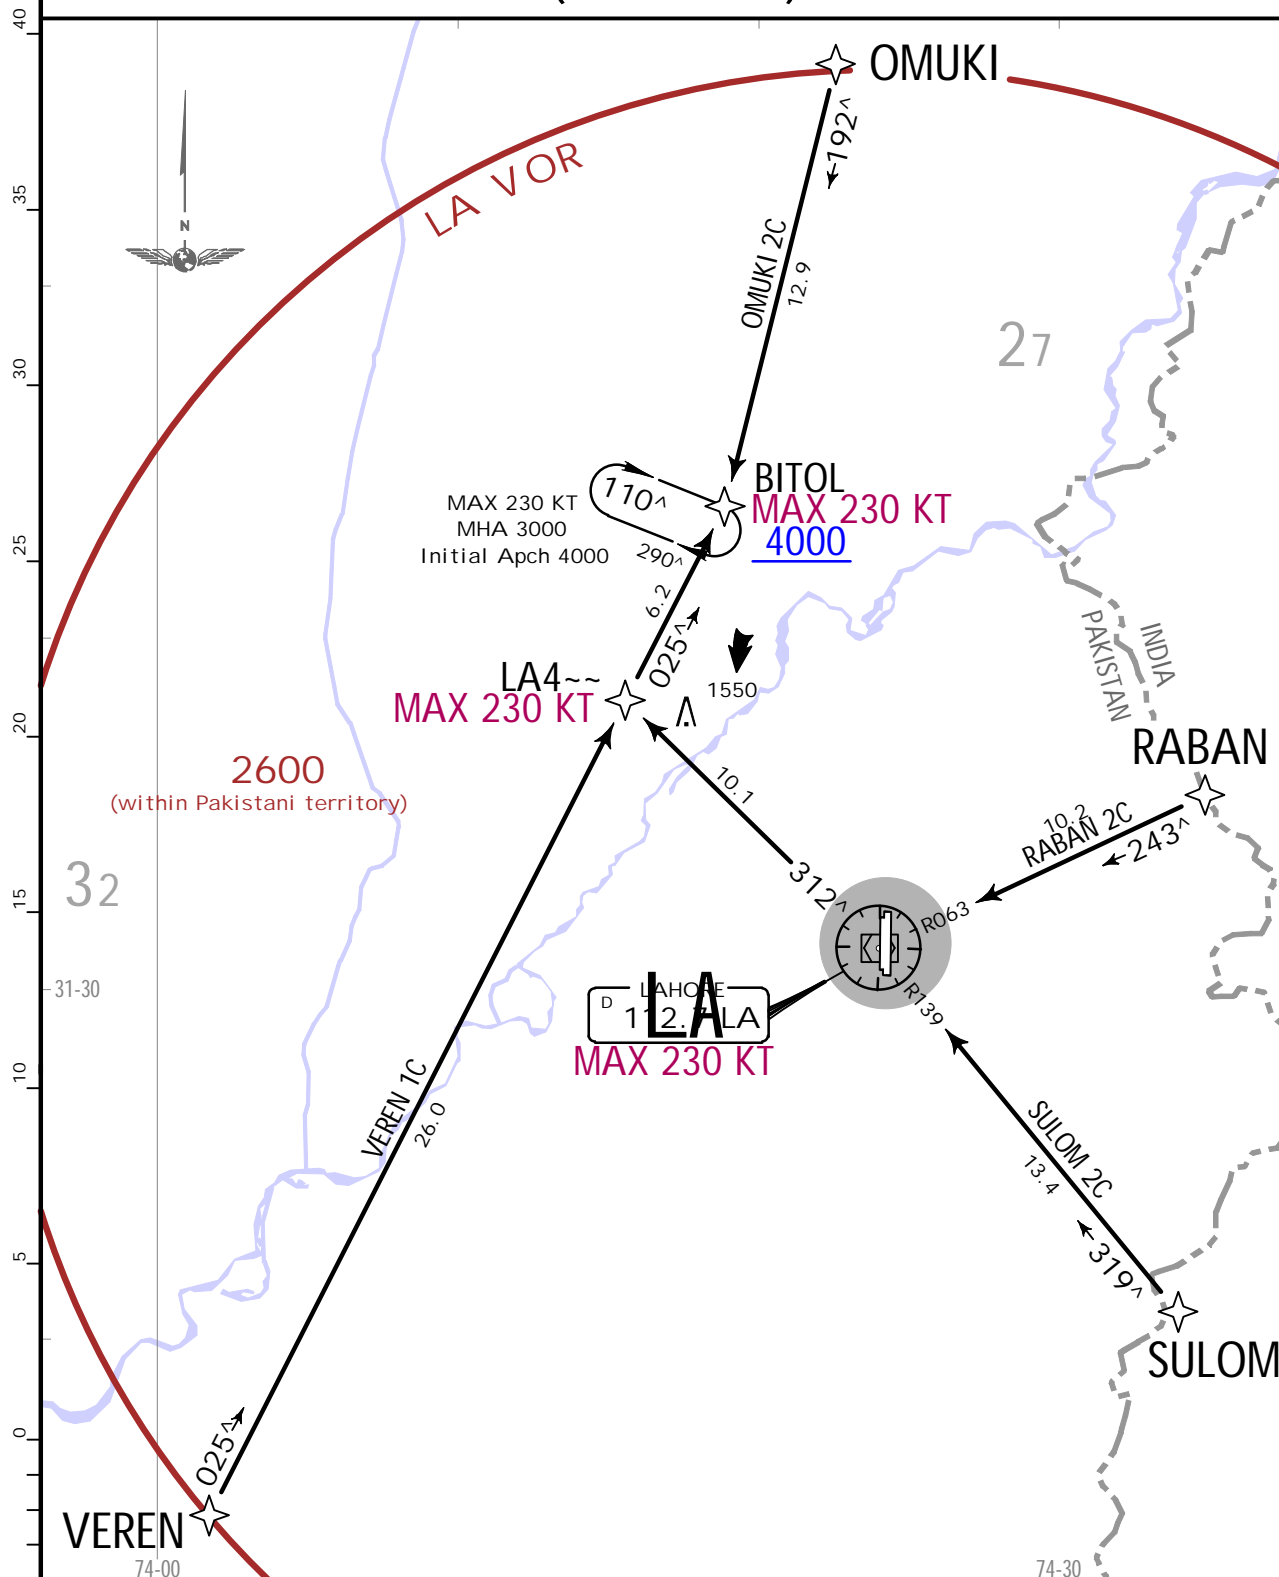 40
OMUKI
LA VOR
←192^
N
35
OMUKI 2C
12.9
27
30
BITOL
MAX 230 KT
4000
110^
MAX 230 KT
MHA 3000
Initial Apch 4000
290^
25
6.2
025^→
INDIA
PAKISTAN
LA4~~
MAX 230 KT
1550
20
RABAN
2600
(within Pakistani territory)
10.1
10.2
RABAN 2C
←243^
32
312^
15
R063
31-30
LAHORE
D
LA
R139
MAX 230 KT
10
VEREN 1C
26.0
SULOM 2C
13.4
5
←319^
SULOM
025^→
0
VEREN
74-00
74-30